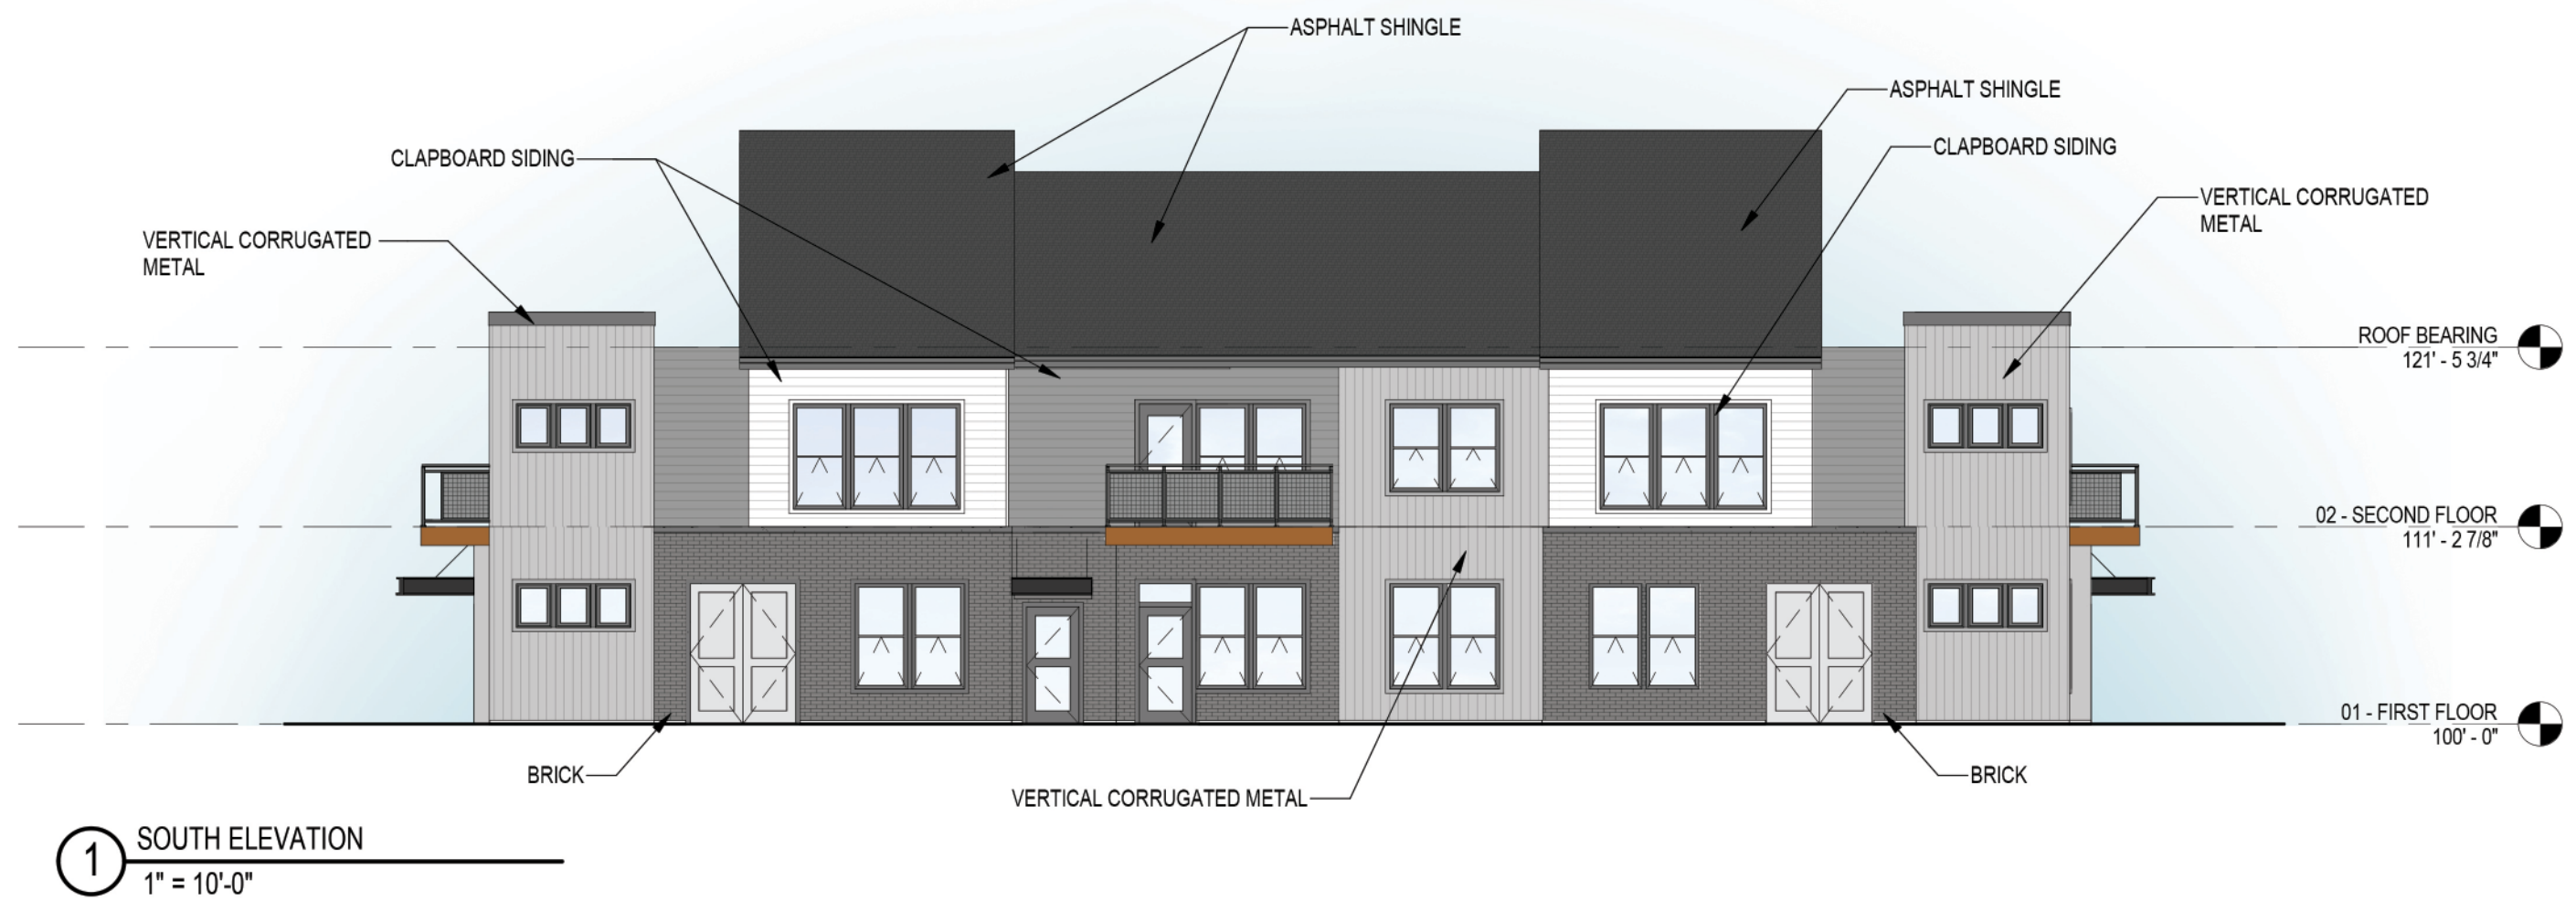 ASPHALT SHINGLE
ASPHALT SHINGLE
CLAPBOARD SIDING
CLAPBOARD SIDING
VERTICAL CORRUGATED
METAL
VERTICAL CORRUGATED
METAL
ROOF BEARING
121' - 5 3/4"
02 - SECOND FLOOR
111' - 2 7/8"
01 - FIRST FLOOR
100' - 0"
BRICK
BRICK
VERTICAL CORRUGATED METAL
1
SOUTH ELEVATION
1" = 10'-0"